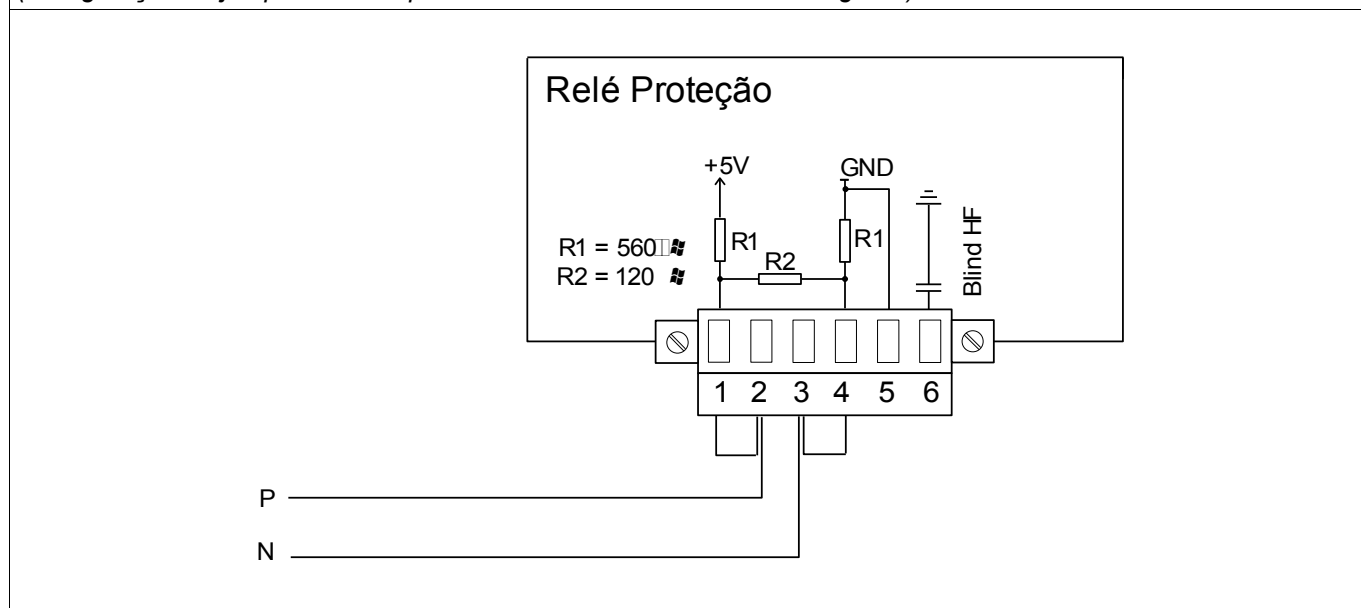 Relé Proteção
+5V
GND
R1 = 560
R2 = 120
R1
R2
R1
Blind HF
1 2 3 4 5 6
P
N